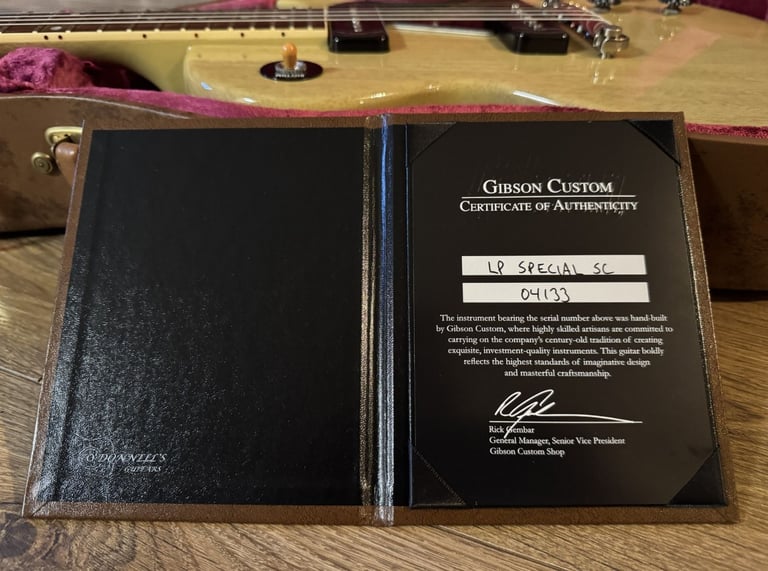 GIBSON CUSTOM
CERTIFICATE OF AUTHENTICITY
LP SPECIAL SC
04133
The instrument bearing the serial number above was hand-built
by Gibson Custom, where highly skilled artisans are committed to
carrying on the company's century-old tradition of creating
exquisite, investment-quality instruments. This guitar boldly
reflects the highest standards of imaginative design
and masterful craftsmanship.
Rick Gembar
General Manager, Senior Vice President
Gibson Custom Shop
O'DONNELL'S
GUITARS